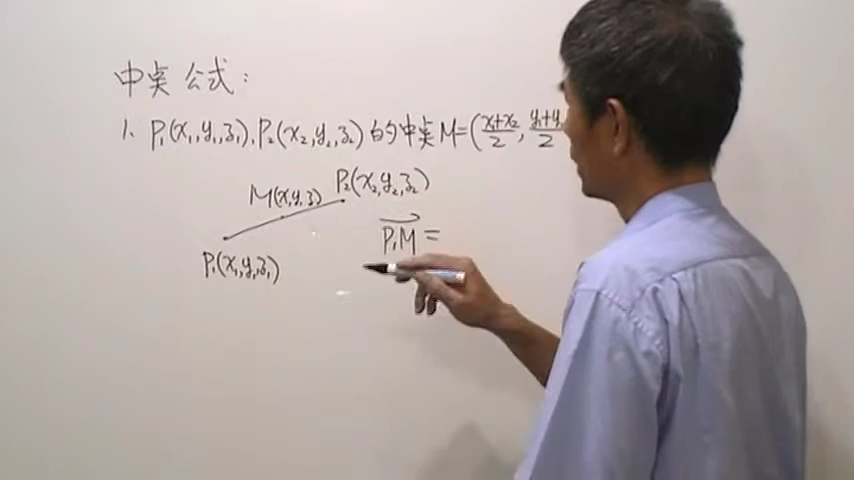 中点公式:
1. P₁(x₁,y₁,z₁), P₂(x₂,y₂,z₂)的中点M=(x₁+x₂/2, y₁+y/2
M(x,y,z) P₂(x₂,y₂,z₂)
P₁M =
P₁(x₁,y₁,z₁)